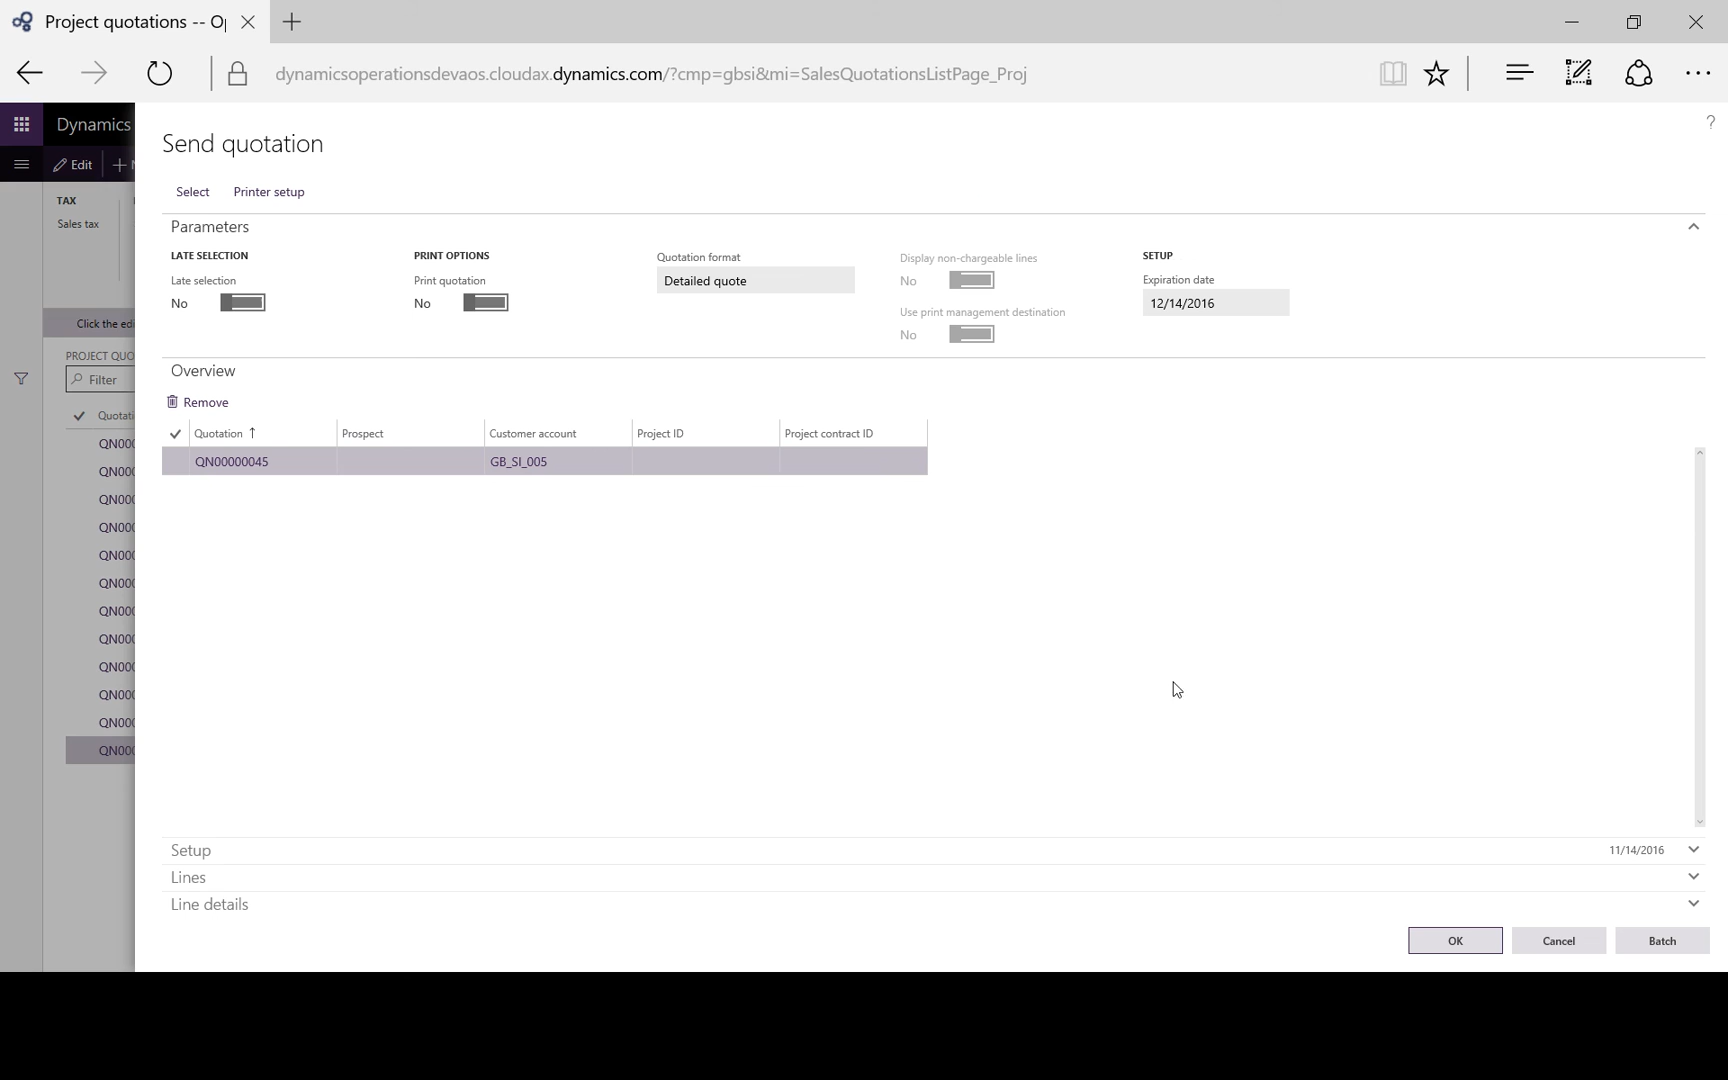 Project quotations -- Op
dynamicsoperationsdevaos.cloudax.dynamics.com/?cmp=gbsi&mi=SalesQuotationsListPage_Proj
Dynamics
?
Send quotation
Edit
Select Printer setup
TAX
Sales tax
Parameters
LATE SELECTION PRINT OPTIONS Quotation format Display non-chargeable lines SETUP
Late selection Print quotation Detailed quote No Expiration date
No No Use print management destination 12/14/2016
No
Click the edi
PROJECT QUO
Filter
Overview
Remove
Quotati
Quotation Prospect Customer account Project ID Project contract ID
QN00000045 GB_SI_005
QN000
QN000
QN000
QN000
QN000
QN000
QN000
QN000
QN000
QN000
QN000
QN000
Setup 11/14/2016
Lines
Line details
OK Cancel Batch